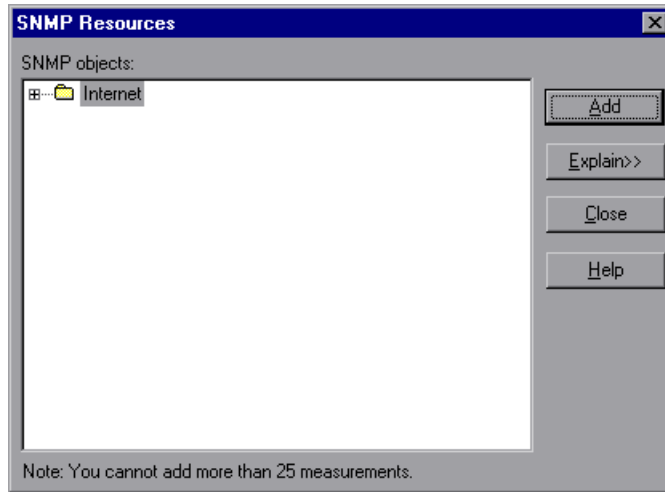 SNMP Resources
SNMP objects:
Internet
Add
Explain>>
Close
Help
Note: You cannot add more than 25 measurements.